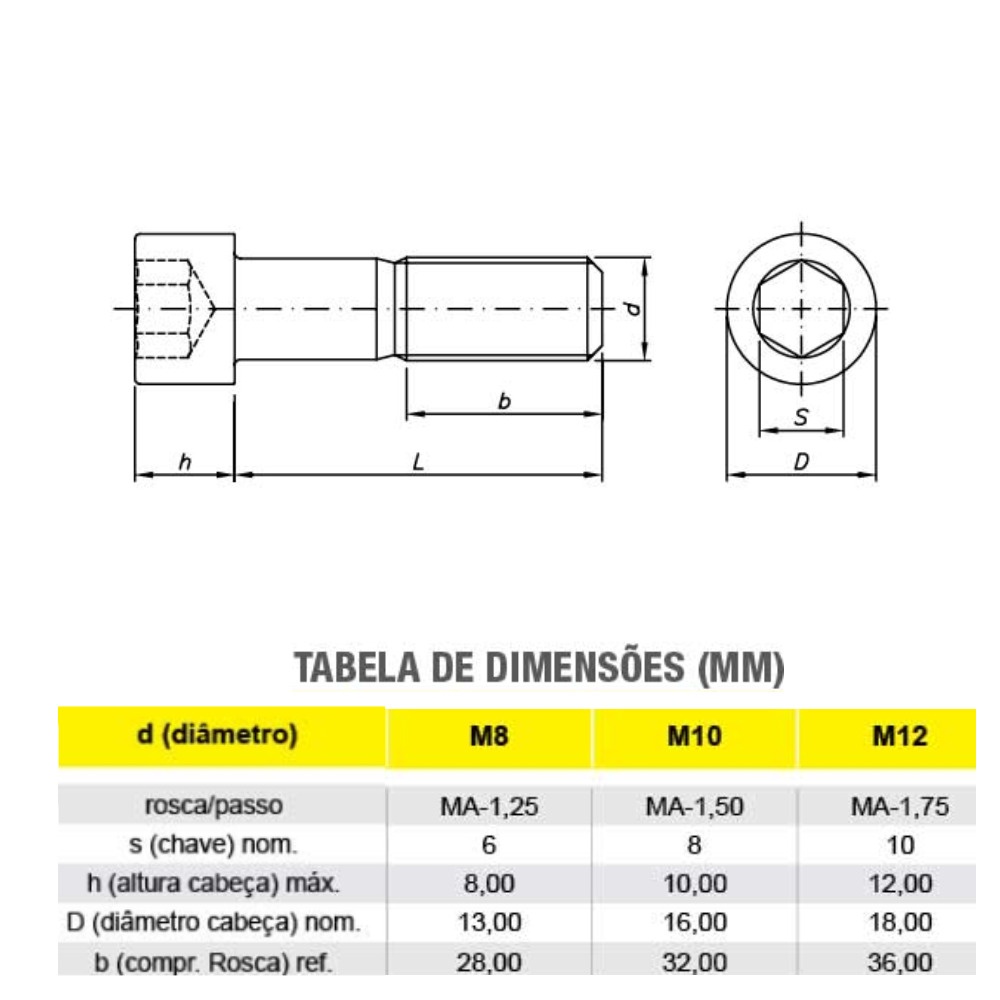 d
b
S
h
L
D
TABELA DE DIMENSÕES (MM)
d (diâmetro) M8 M10 M12
rosca/passo MA-1,25 MA-1,50 MA-1,75
s (chave) nom. 6 8 10
h (altura cabeça) máx. 8,00 10,00 12,00
D (diâmetro cabeça) nom. 13,00 16,00 18,00
b (compr. Rosca) ref. 28,00 32,00 36,00